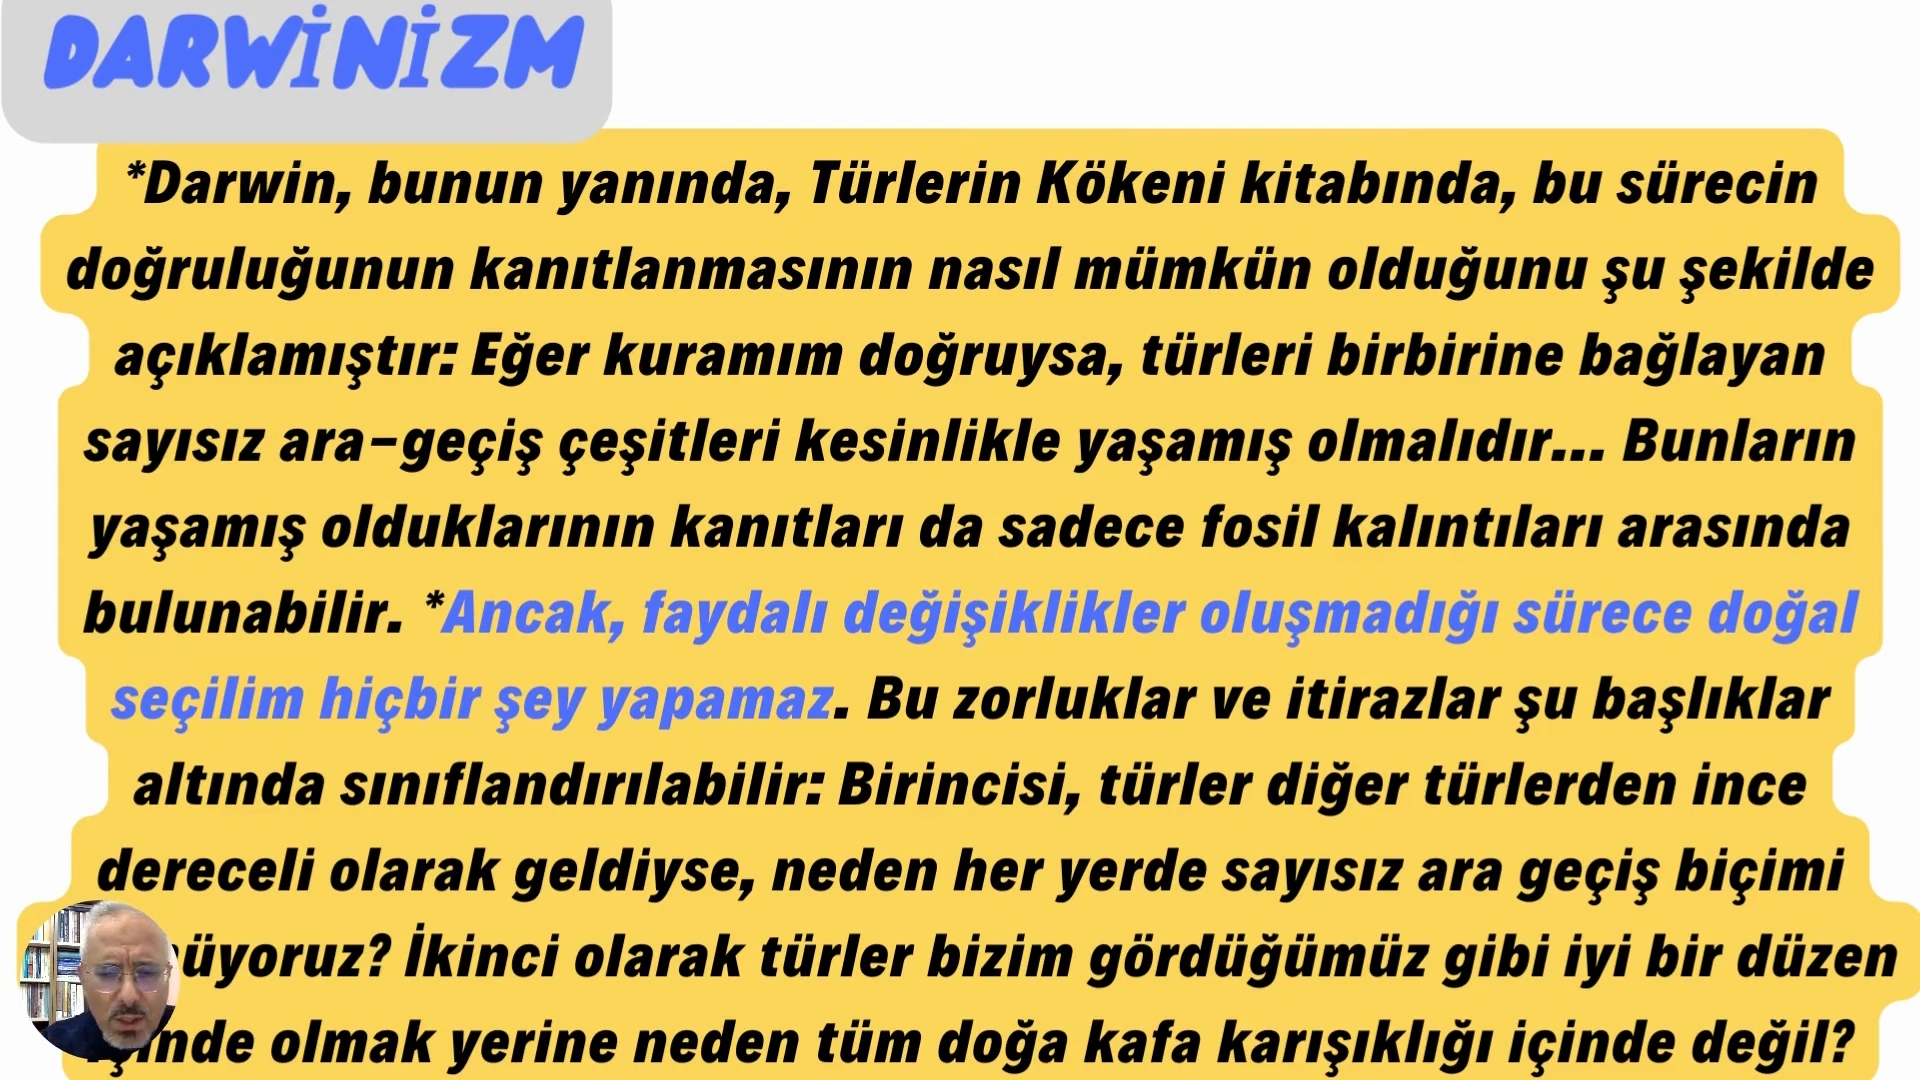 DARWİNİZM
*Darwin, bunun yanında, Türlerin Kökeni kitabında, bu sürecin
doğruluğunun kanıtlanmasının nasıl mümkün olduğunu şu şekilde
açıklamıştır: Eğer kuramım doğruysa, türleri birbirine bağlayan
sayısız ara-geçiş çeşitleri kesinlikle yaşamış olmalıdır... Bunların
yaşamış olduklarının kanıtları da sadece fosil kalıntıları arasında
bulunabilir. *Ancak, faydalı değişiklikler oluşmadığı sürece doğal
seçilim hiçbir şey yapamaz. Bu zorluklar ve itirazlar şu başlıklar
altında sınıflandırılabilir: Birincisi, türler diğer türlerden ince
dereceli olarak geldiyse, neden her yerde sayısız ara geçiş biçimi
İkinci olarak türler bizim gördüğümüz gibi iyi bir düzen
olmak yerine neden tüm doğa kafa karışıklığı içinde değil?